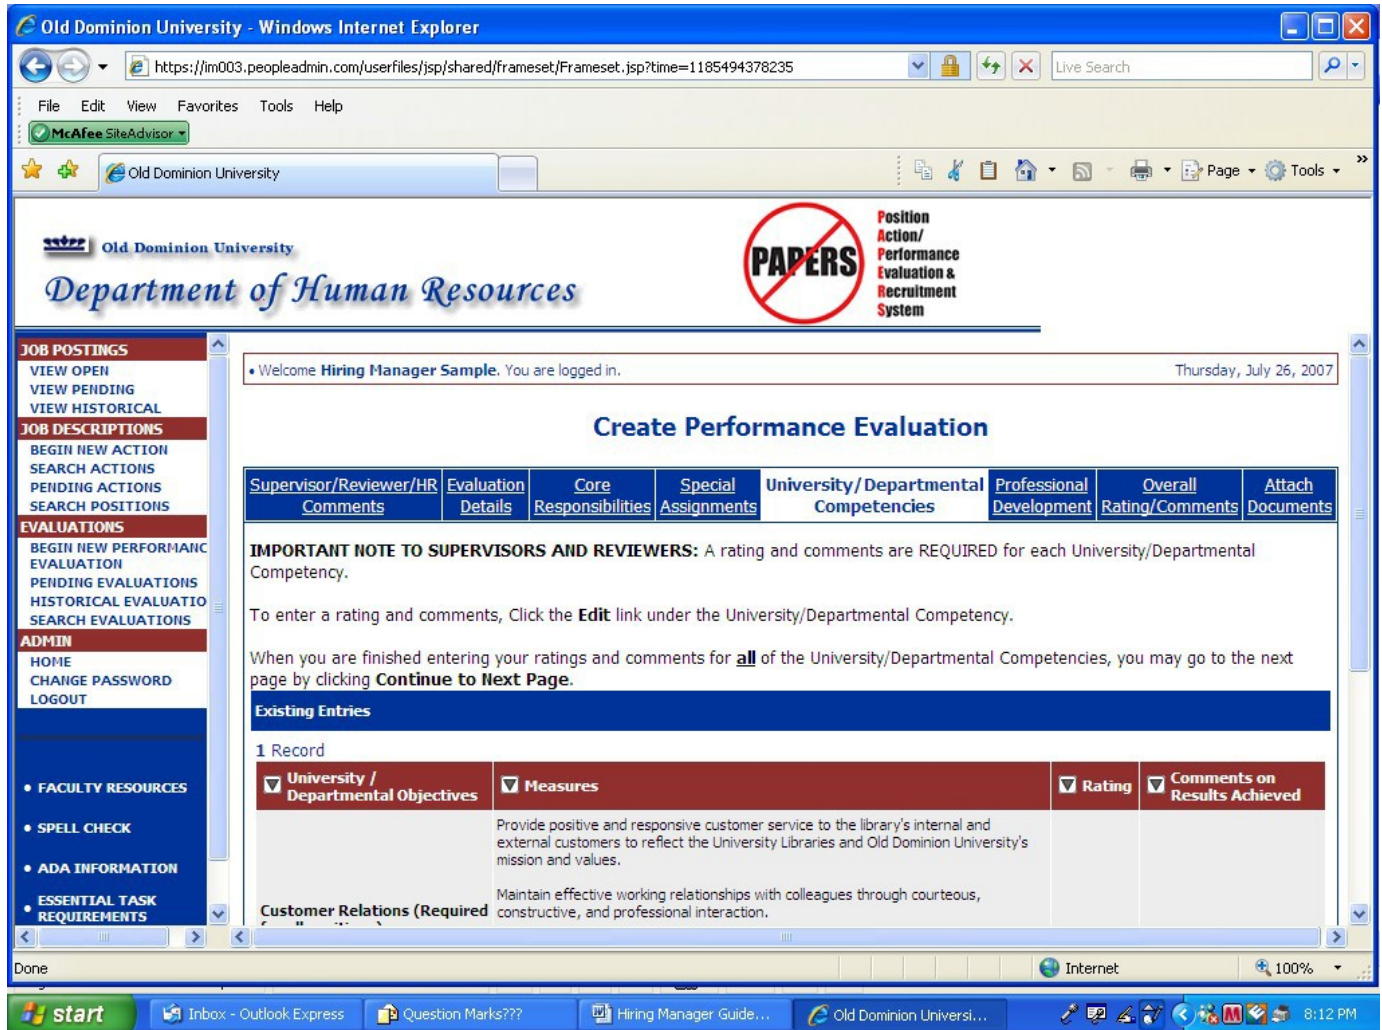 Old Dominion University - Windows Internet Explorer
https://im003.peopleadmin.com/userfiles/jsp/shared/frameset/Frameset.jsp?time=1185494378235
Live Search
File Edit View Favorites Tools Help
McAfee SiteAdvisor
Old Dominion University
Page Tools
Old Dominion University
Department of Human Resources
PAPERS
Position
Action/
Performance
Evaluation &
Recruitment
System
JOB POSTINGS
VIEW OPEN
VIEW PENDING
VIEW HISTORICAL
JOB DESCRIPTIONS
BEGIN NEW ACTION
SEARCH ACTIONS
PENDING ACTIONS
SEARCH POSITIONS
EVALUATIONS
BEGIN NEW PERFORMANC
EVALUATION
PENDING EVALUATIONS
HISTORICAL EVALUATIO
SEARCH EVALUATIONS
ADMIN
HOME
CHANGE PASSWORD
LOGOUT
• FACULTY RESOURCES
• SPELL CHECK
• ADA INFORMATION
• ESSENTIAL TASK
REQUIREMENTS
• Welcome Hiring Manager Sample. You are logged in.
Thursday, July 26, 2007
Create Performance Evaluation
Supervisor/Reviewer/HR Comments
Evaluation Details
Core Responsibilities
Special Assignments
University/Departmental Competencies
Professional Development
Overall Rating/Comments
Attach Documents
IMPORTANT NOTE TO SUPERVISORS AND REVIEWERS: A rating and comments are REQUIRED for each University/Departmental
Competency.
To enter a rating and comments, Click the Edit link under the University/Departmental Competency.
When you are finished entering your ratings and comments for all of the University/Departmental Competencies, you may go to the next
page by clicking Continue to Next Page.
Existing Entries
1 Record
University /
Departmental Objectives
Measures
Rating
Comments on
Results Achieved
Provide positive and responsive customer service to the library's internal and
external customers to reflect the University Libraries and Old Dominion University's
mission and values.
Maintain effective working relationships with colleagues through courteous,
constructive, and professional interaction.
Customer Relations (Required
Done
Internet
100%
start
Inbox - Outlook Express
Question Marks???
Hiring Manager Guide...
Old Dominion Universi...
8:12 PM